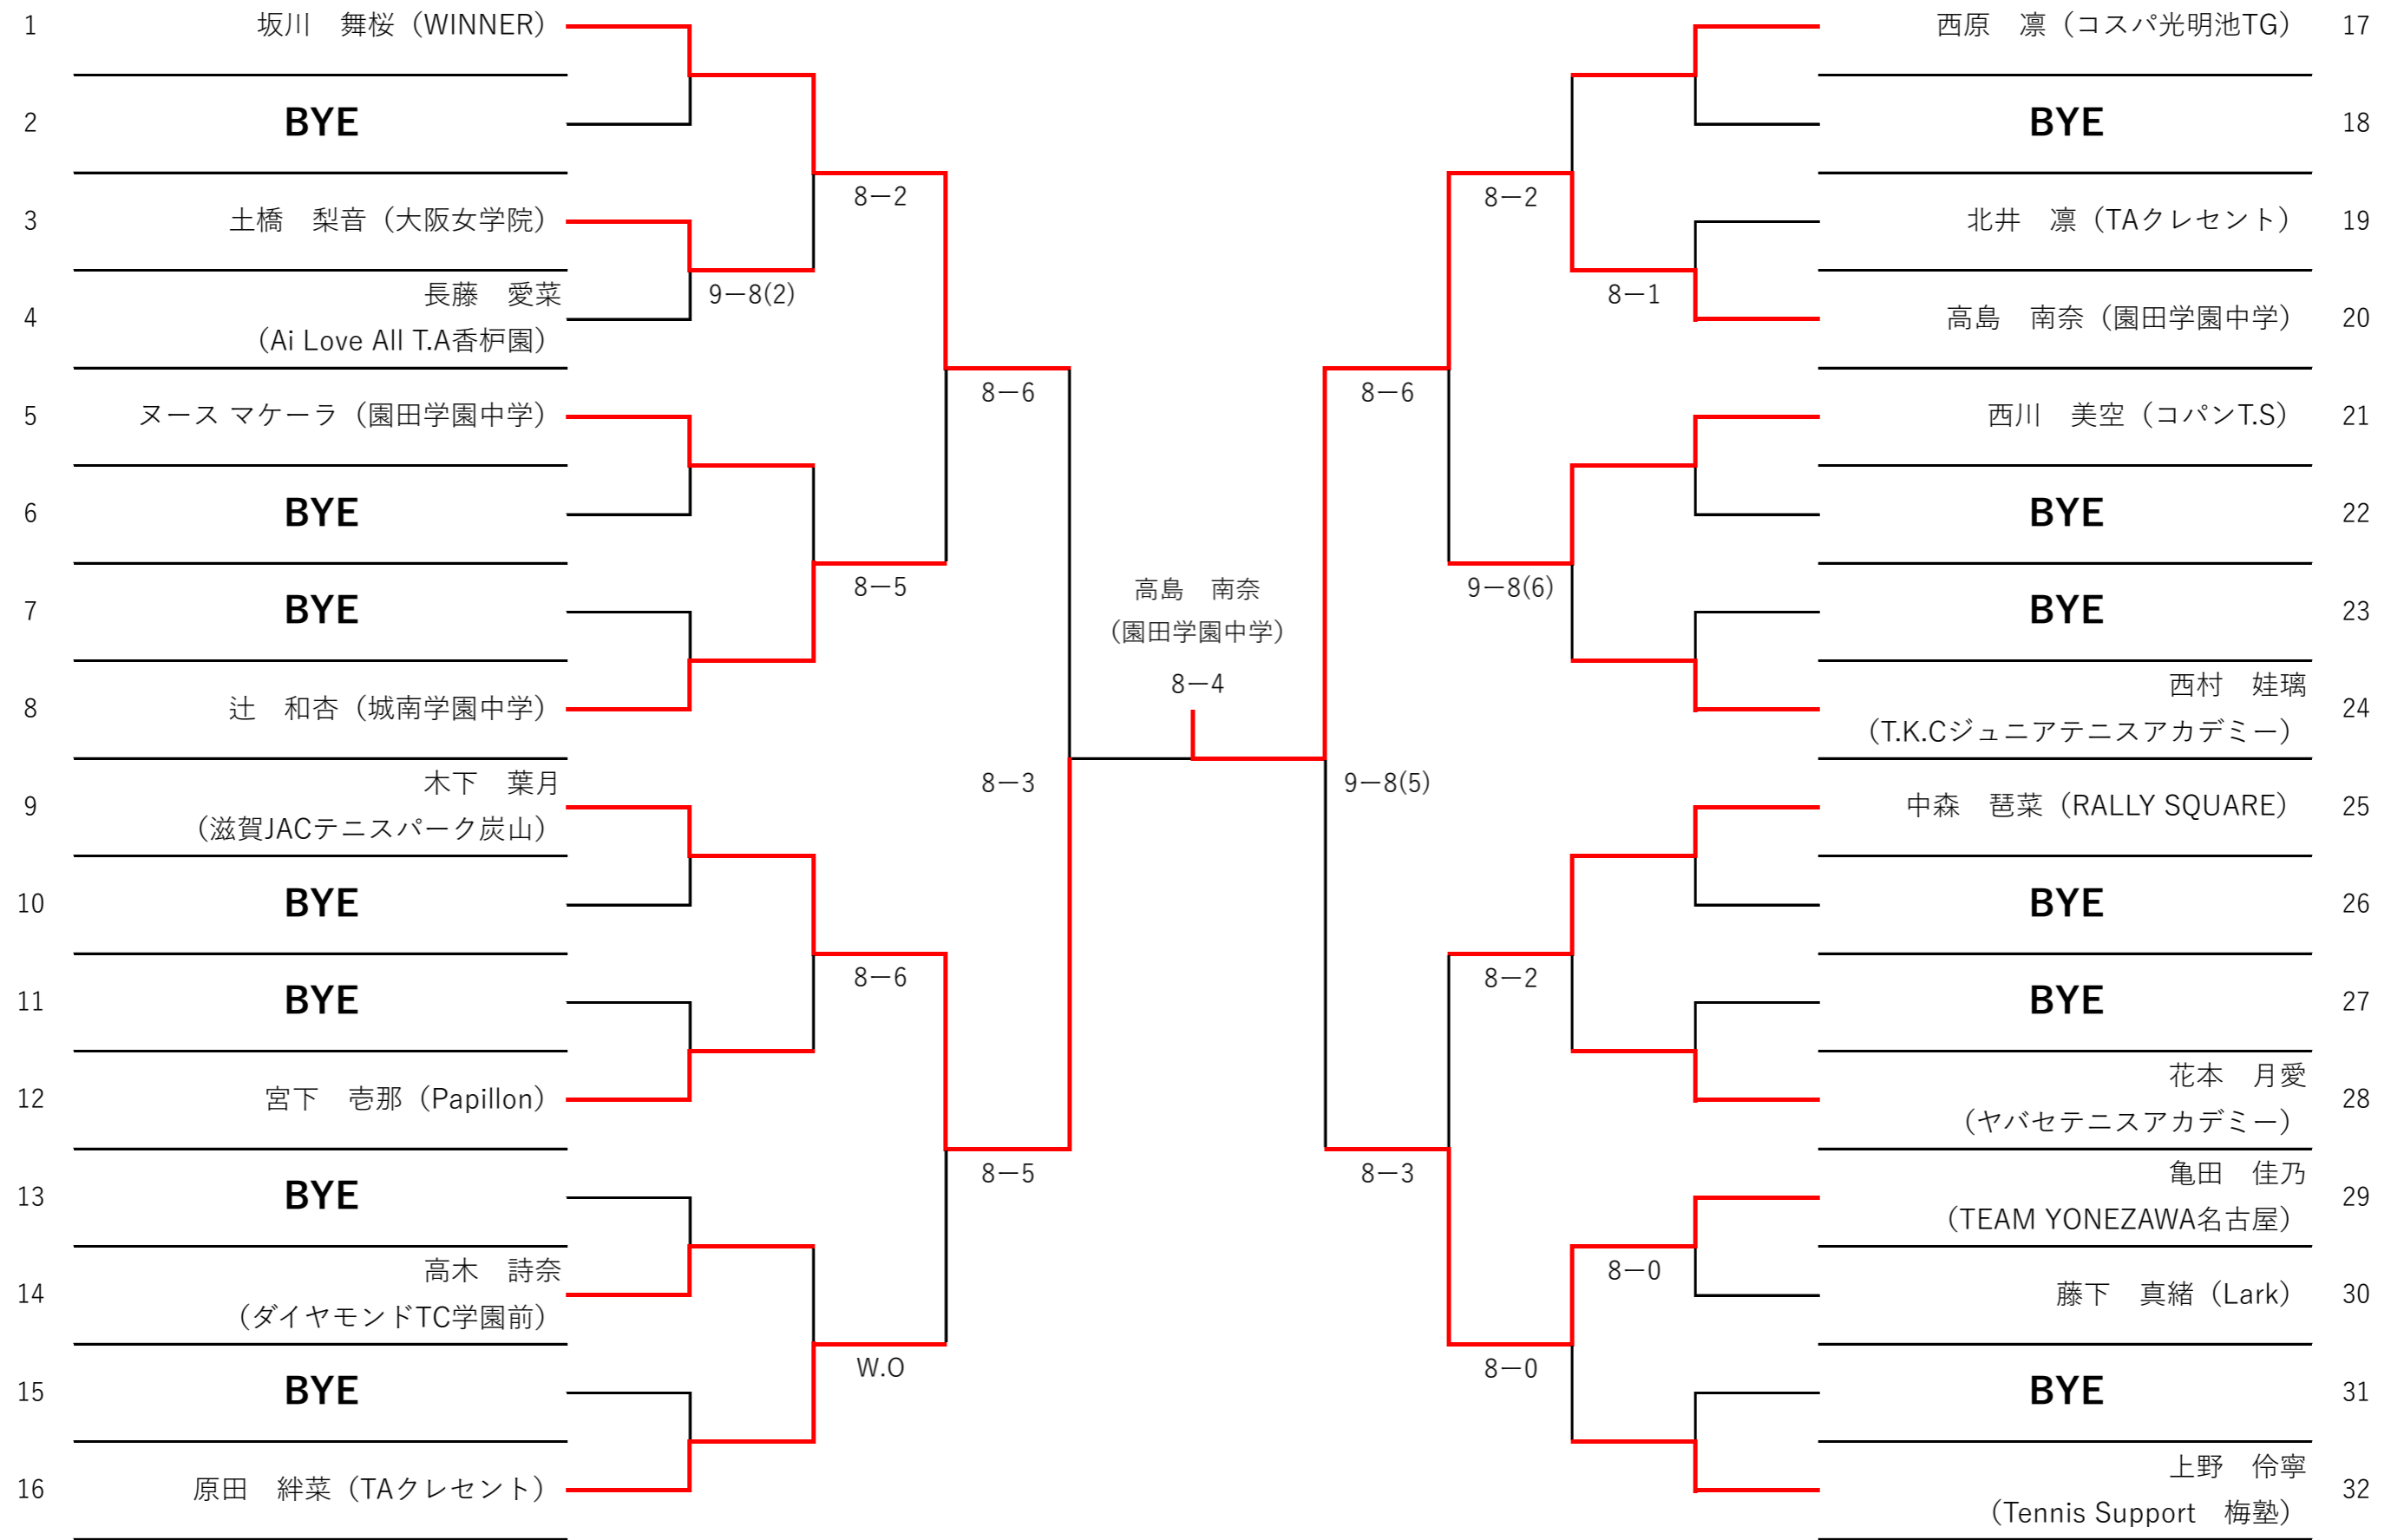 1 坂川　舞桜（WINNER）
2 BYE
3 土橋　梨音（大阪女学院）
4 長藤　愛菜
（Ai Love All T.A香枦園）
5 ヌース マケーラ（園田学園中学）
6 BYE
7 BYE
8 辻　和杏（城南学園中学）
9 木下　葉月
（滋賀JACテニスパーク炭山）
10 BYE
11 BYE
12 宮下　壱那（Papillon）
13 BYE
14 高木　詩奈
（ダイヤモンドTC学園前）
15 BYE
16 原田　絆菜（TAクレセント）
9－8(2)
8－2
8－5
8－6
W.O
8－6
8－5
8－3
高島　南奈
（園田学園中学）
8－4
9－8(5)
8－6
8－3
8－2
9－8(6)
8－2
8－0
8－1
8－0
西原　凛（コスパ光明池TG） 17
BYE 18
北井　凛（TAクレセント） 19
高島　南奈（園田学園中学） 20
西川　美空（コパンT.S） 21
BYE 22
BYE 23
西村　娃璃
（T.K.Cジュニアテニスアカデミー） 24
中森　琶菜（RALLY SQUARE） 25
BYE 26
BYE 27
花本　月愛
（ヤバセテニスアカデミー） 28
亀田　佳乃
（TEAM YONEZAWA名古屋） 29
藤下　真緒（Lark） 30
BYE 31
上野　伶寧
（Tennis Support　梅塾） 32